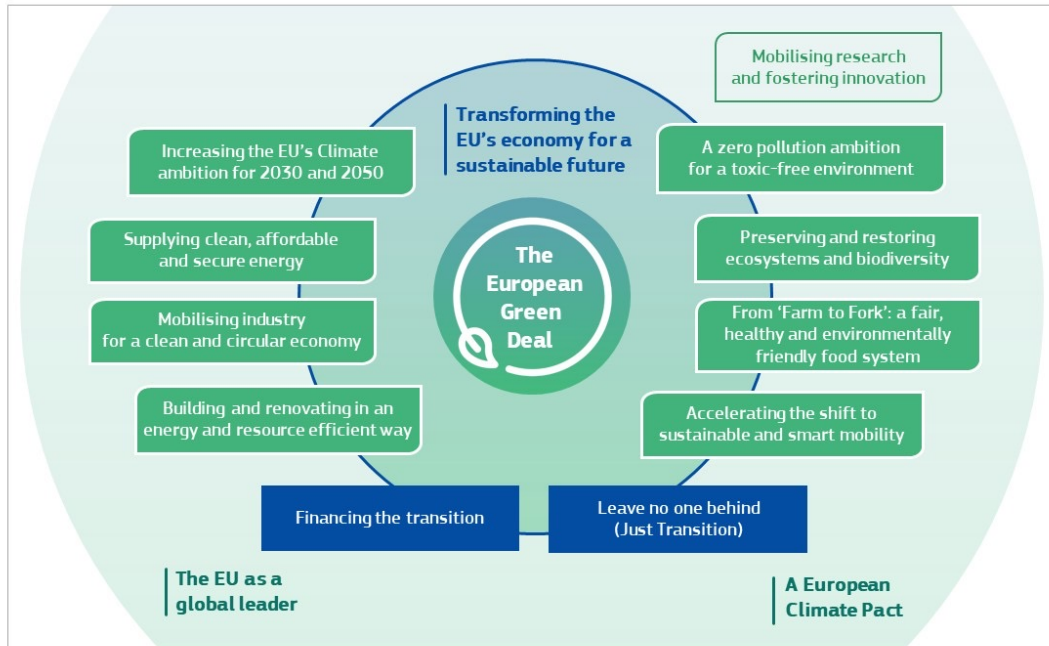 Mobilising research
and fostering innovation
Transforming the
EU's economy for a
sustainable future
Increasing the EU's Climate
ambition for 2030 and 2050
A zero pollution ambition
for a toxic-free environment
Supplying clean, affordable
and secure energy
Preserving and restoring
ecosystems and biodiversity
The
European
Green
Deal
Mobilising industry
for a clean and circular economy
From ‘Farm to Fork’: a fair,
healthy and environmentally
friendly food system
Building and renovating in an
energy and resource efficient way
Accelerating the shift to
sustainable and smart mobility
Financing the transition
Leave no one behind
(Just Transition)
The EU as a
global leader
A European
Climate Pact